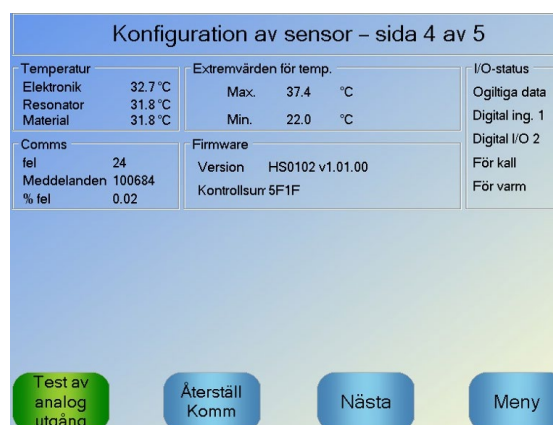 Konfiguration av sensor – sida 4 av 5
Temperatur
Elektronik 32.7 °C
Resonator 31.8 °C
Material 31.8 °C
Extremvärden för temp.
Max. 37.4 °C
Min. 22.0 °C
I/O-status
Ogiltiga data
Digital ing. 1
Digital I/O 2
För kall
För varm
Comms
fel 24
Meddelanden 100684
% fel 0.02
Firmware
Version HS0102 v1.01.00
Kontrollsum 5F1F
Test av
analog
utgång
Återställ
Komm
Nästa
Meny